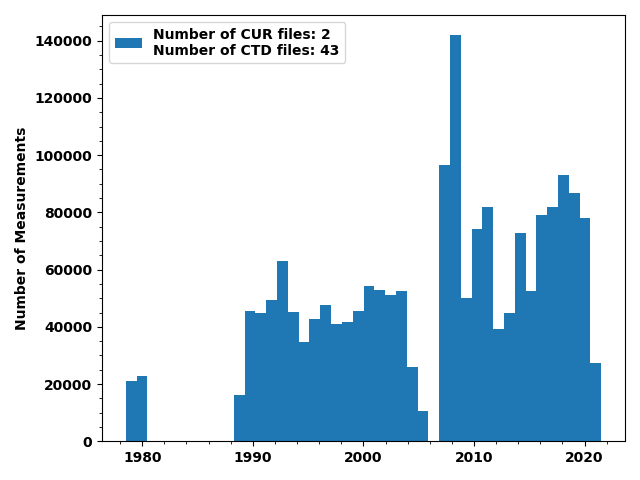 Number of CUR files: 2
Number of CTD files: 43
Number of Measurements
140000
120000
100000
80000
60000
40000
20000
0
1980 1990 2000 2010 2020